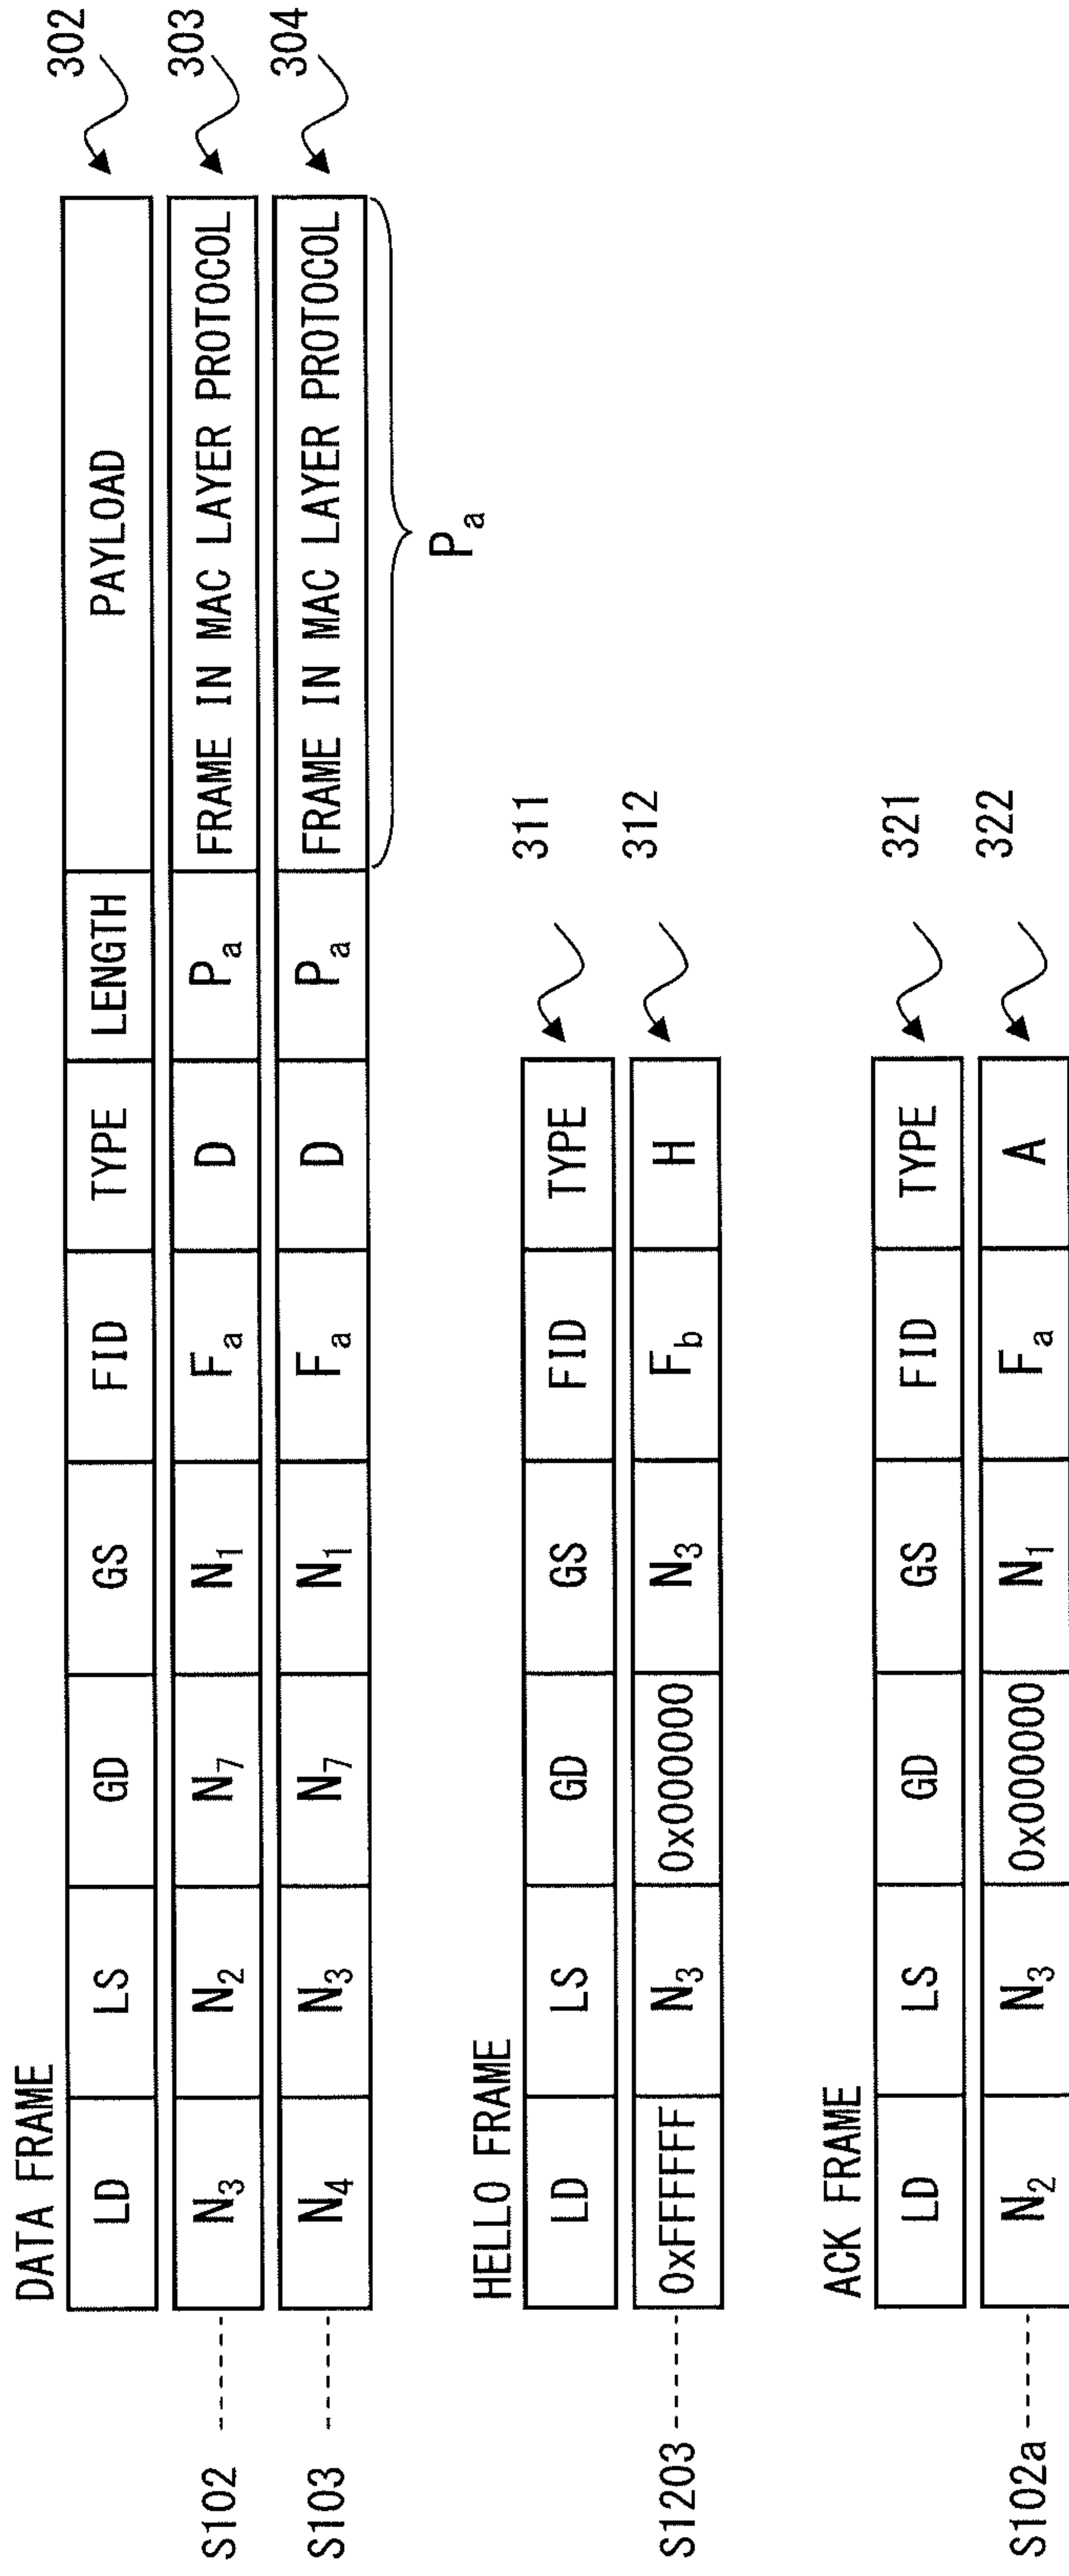 DATA FRAME
LD LS GD GS FID TYPE LENGTH PAYLOAD 302
S102 N3 N2 N7 N1 Fa D Pa FRAME IN MAC LAYER PROTOCOL 303
S103 N4 N3 N7 N1 Fa D Pa FRAME IN MAC LAYER PROTOCOL 304
Pa
HELLO FRAME
LD LS GD GS FID TYPE 311
S1203 0xFFFFFF N3 0x000000 N3 Fb H 312
ACK FRAME
LD LS GD GS FID TYPE 321
S102a N2 N3 0x000000 N1 Fa A 322